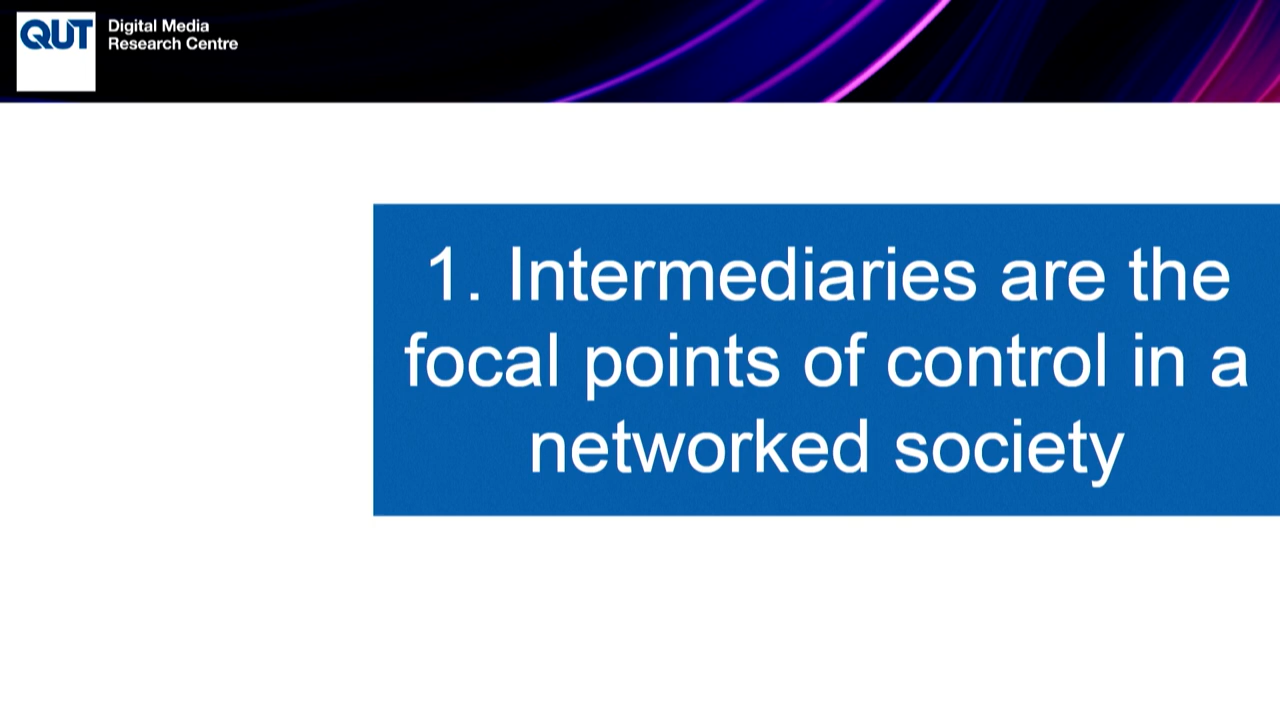 QUT
Digital Media
Research Centre
1. Intermediaries are the
focal points of control in a
networked society